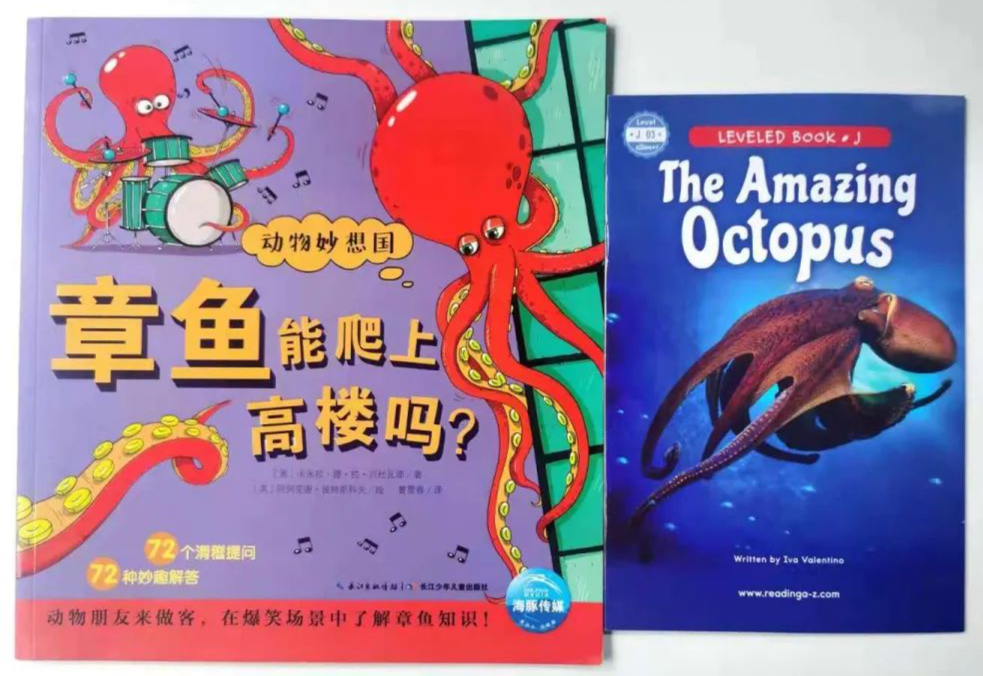 动物妙想国
章鱼能爬上
高楼吗?
72个滑稽提问
72种妙趣解答
长江少年儿童出版社
海豚传媒
动物朋友来做客，在爆笑场景中了解章鱼知识!
Level
J 03
LEVELED BOOK • J
The Amazing
Octopus
Written by Iva Valentino
www.readinga-z.com